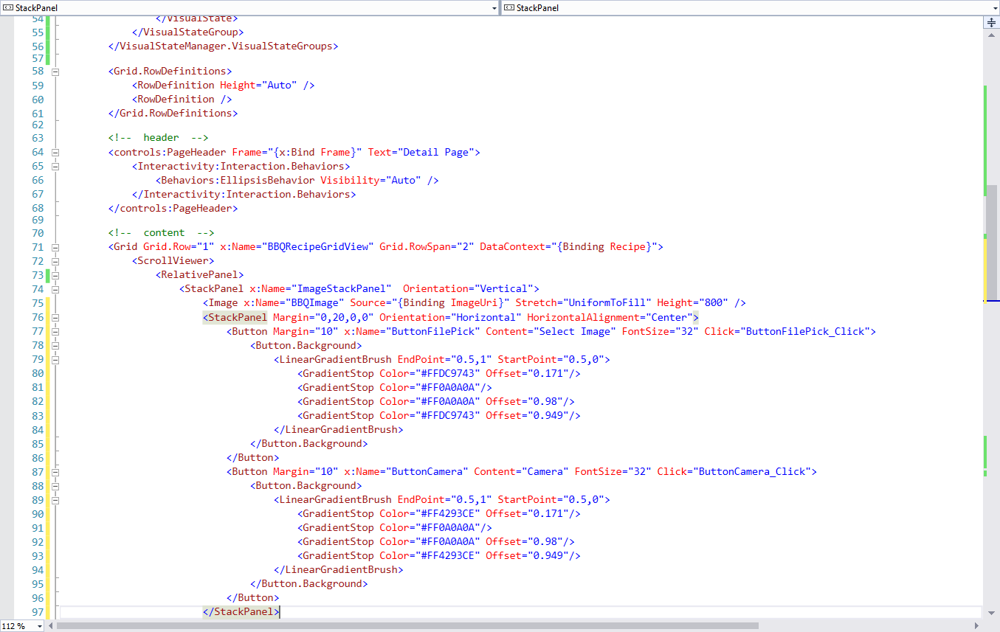 StackPanel StackPanel
54 </VisualState>
55 </VisualStateGroup>
56 </VisualStateManager.VisualStateGroups>
57
58 <Grid.RowDefinitions>
59 <RowDefinition Height="Auto" />
60 <RowDefinition />
61 </Grid.RowDefinitions>
62
63 <!-- header -->
64 <controls:PageHeader Frame="{x:Bind Frame}" Text="Detail Page">
65 <Interactivity:Interaction.Behaviors>
66 <Behaviors:EllipsisBehavior Visibility="Auto" />
67 </Interactivity:Interaction.Behaviors>
68 </controls:PageHeader>
69
70 <!-- content -->
71 <Grid Grid.Row="1" x:Name="BBQRecipeGridView" Grid.RowSpan="2" DataContext="{Binding Recipe}">
72 <ScrollViewer>
73 <RelativePanel>
74 <StackPanel x:Name="ImageStackPanel" Orientation="Vertical">
75 <Image x:Name="BBQImage" Source="{Binding ImageUri}" Stretch="UniformToFill" Height="800" />
76 <StackPanel Margin="0,20,0,0" Orientation="Horizontal" HorizontalAlignment="Center">
77 <Button Margin="10" x:Name="ButtonFilePick" Content="Select Image" FontSize="32" Click="ButtonFilePick_Click">
78 <Button.Background>
79 <LinearGradientBrush EndPoint="0.5,1" StartPoint="0.5,0">
80 <GradientStop Color="#FFDC9743" Offset="0.171"/>
81 <GradientStop Color="#FF0A0A0A"/>
82 <GradientStop Color="#FF0A0A0A" Offset="0.98"/>
83 <GradientStop Color="#FFDC9743" Offset="0.949"/>
84 </LinearGradientBrush>
85 </Button.Background>
86 </Button>
87 <Button Margin="10" x:Name="ButtonCamera" Content="Camera" FontSize="32" Click="ButtonCamera_Click">
88 <Button.Background>
89 <LinearGradientBrush EndPoint="0.5,1" StartPoint="0.5,0">
90 <GradientStop Color="#FF4293CE" Offset="0.171"/>
91 <GradientStop Color="#FF0A0A0A"/>
92 <GradientStop Color="#FF0A0A0A" Offset="0.98"/>
93 <GradientStop Color="#FF4293CE" Offset="0.949"/>
94 </LinearGradientBrush>
95 </Button.Background>
96 </Button>
97 </StackPanel>
112 %